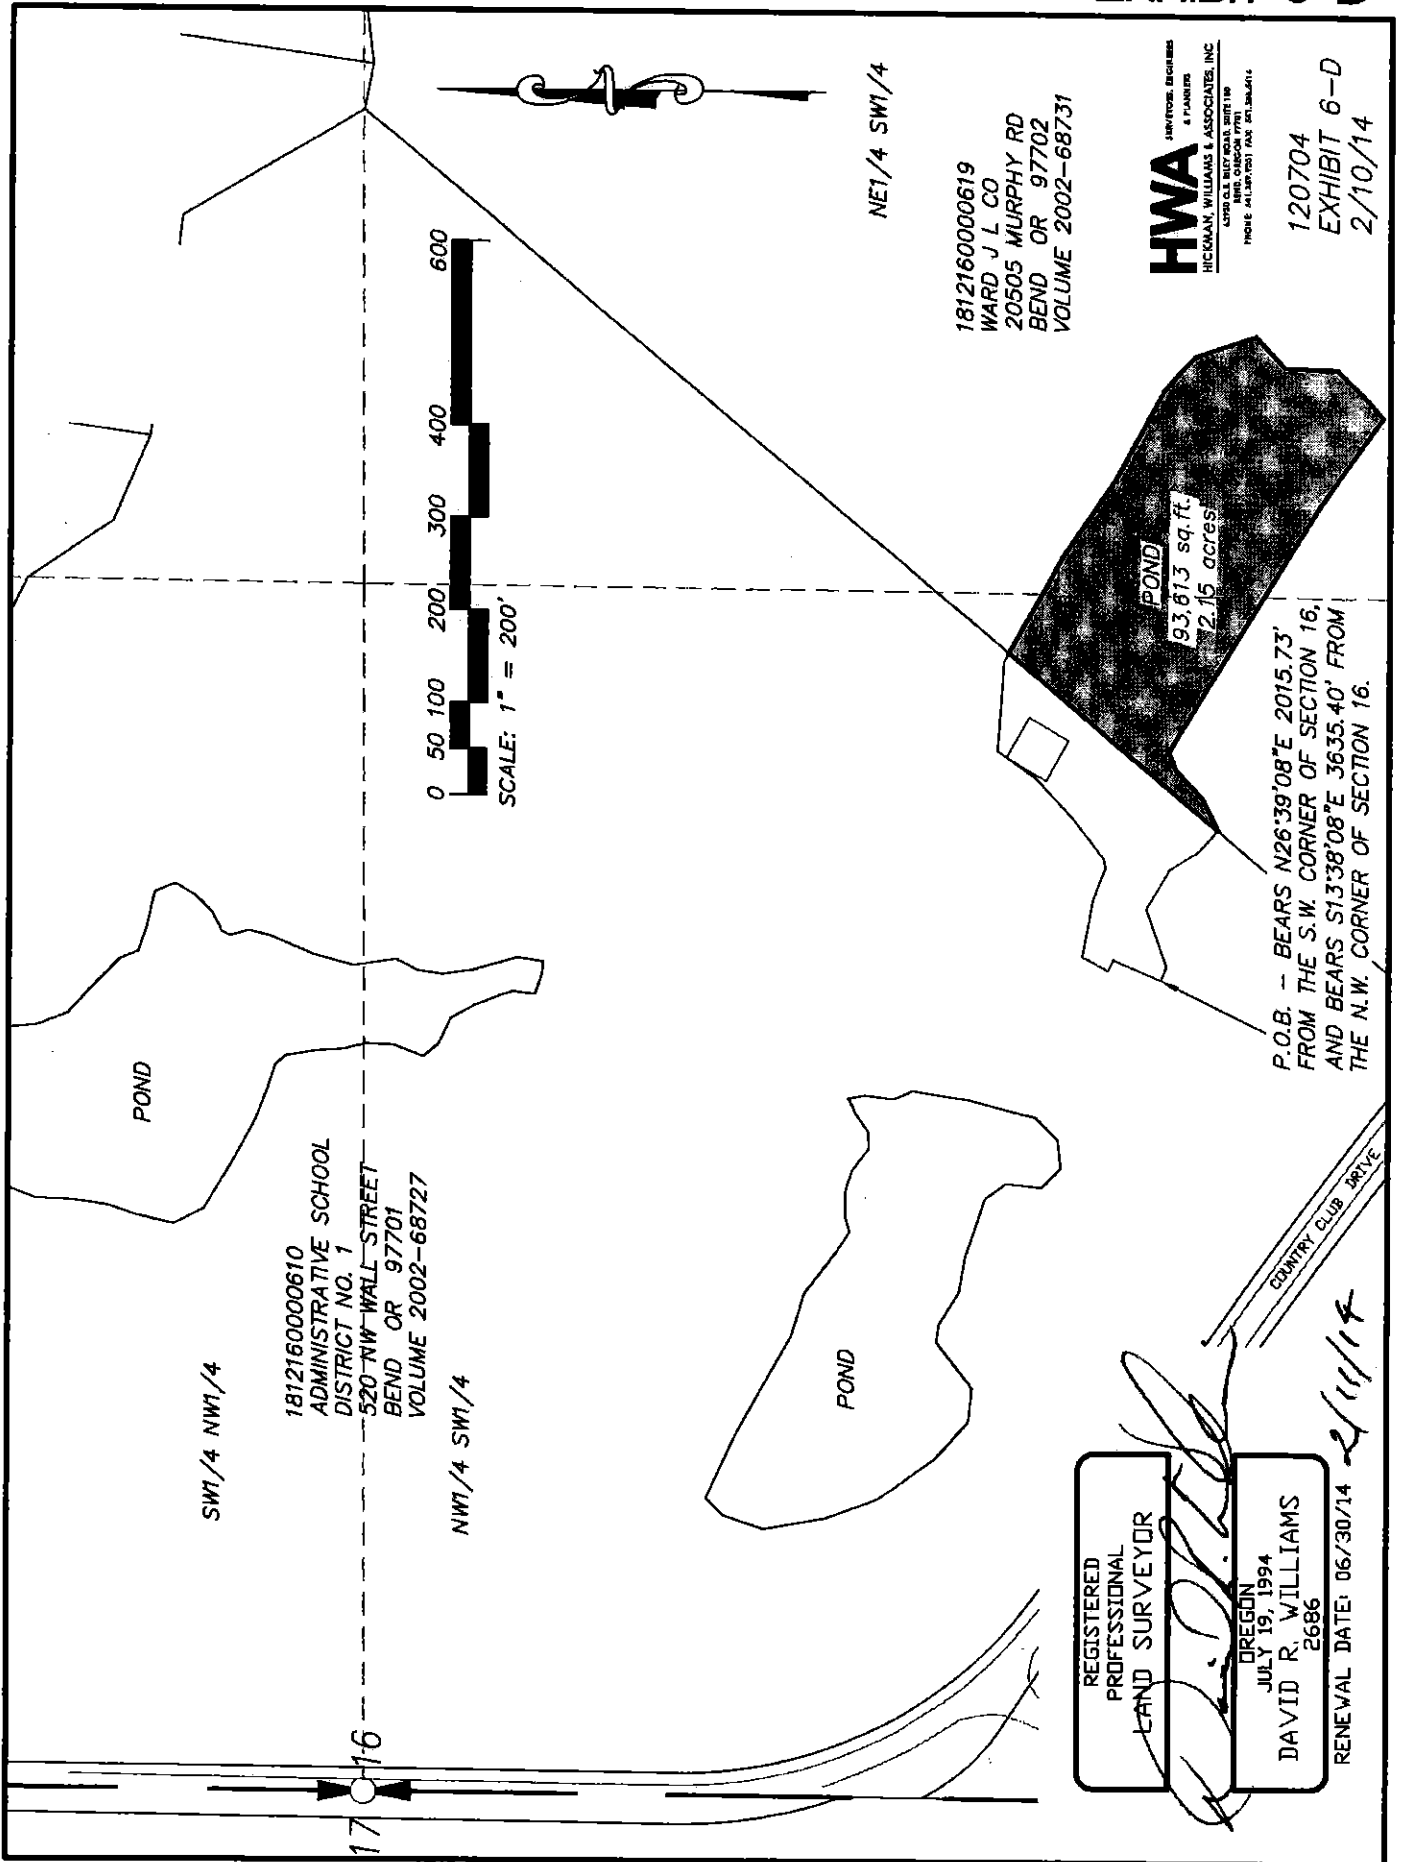 SW1/4 NW1/4
POND
181216000610
ADMINISTRATIVE SCHOOL
DISTRICT NO. 1
520 NW WALL STREET
BEND OR 97701
VOLUME 2002-68727
17
16
NW1/4 SW1/4
0 50 100 200 300 400 600
SCALE: 1" = 200'
NE1/4 SW1/4
POND
181216000619
WARD J L CO
20505 MURPHY RD
BEND OR 97702
VOLUME 2002-68731
POND
93,613 sq.ft.
2.15 acres
P.O.B. - BEARS N26°39'08"E 2015.73'
FROM THE S.W. CORNER OF SECTION 16,
AND BEARS S13°38'08"E 3635.40' FROM
THE N.W. CORNER OF SECTION 16.
COUNTRY CLUB DRIVE
REGISTERED
PROFESSIONAL
LAND SURVEYOR
OREGON
JULY 19, 1994
DAVID R. WILLIAMS
2686
RENEWAL DATE: 06/30/14
2/11/14
HWA
SURVEYORS, ENGINEERS
& PLANNERS
HICKMAN, WILLIAMS & ASSOCIATES, INC
BEND, OREGON 97701
120704
EXHIBIT 6-D
2/10/14